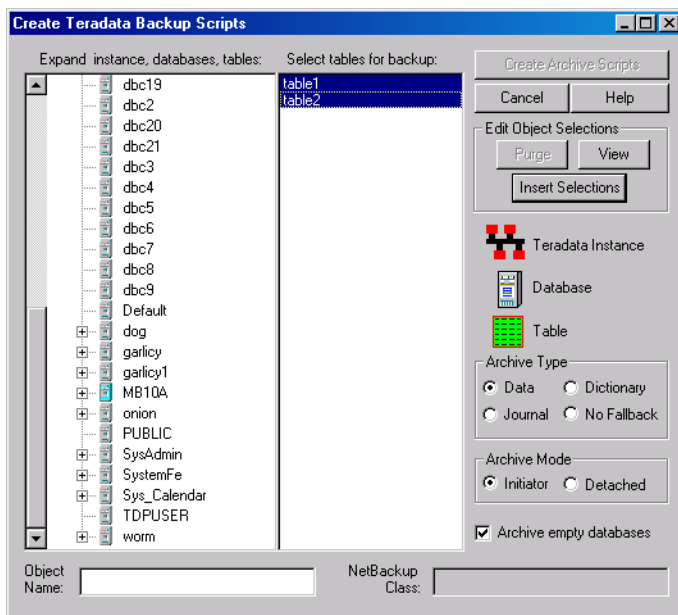 Create Teradata Backup Scripts
Expand instance, databases, tables:
dbc19
dbc2
dbc20
dbc21
dbc3
dbc4
dbc5
dbc6
dbc7
dbc8
dbc9
Default
dog
garlicy
garlicy1
MB10A
onion
PUBLIC
SysAdmin
SystemFe
Sys_Calendar
TDPUSER
worm
Select tables for backup:
table1
table2
Create Archive Scripts
Cancel Help
Edit Object Selections
Purge View
Insert Selections
Teradata Instance
Database
Table
Archive Type
Data Dictionary
Journal No Fallback
Archive Mode
Initiator Detached
Archive empty databases
Object
Name:
NetBackup
Class: